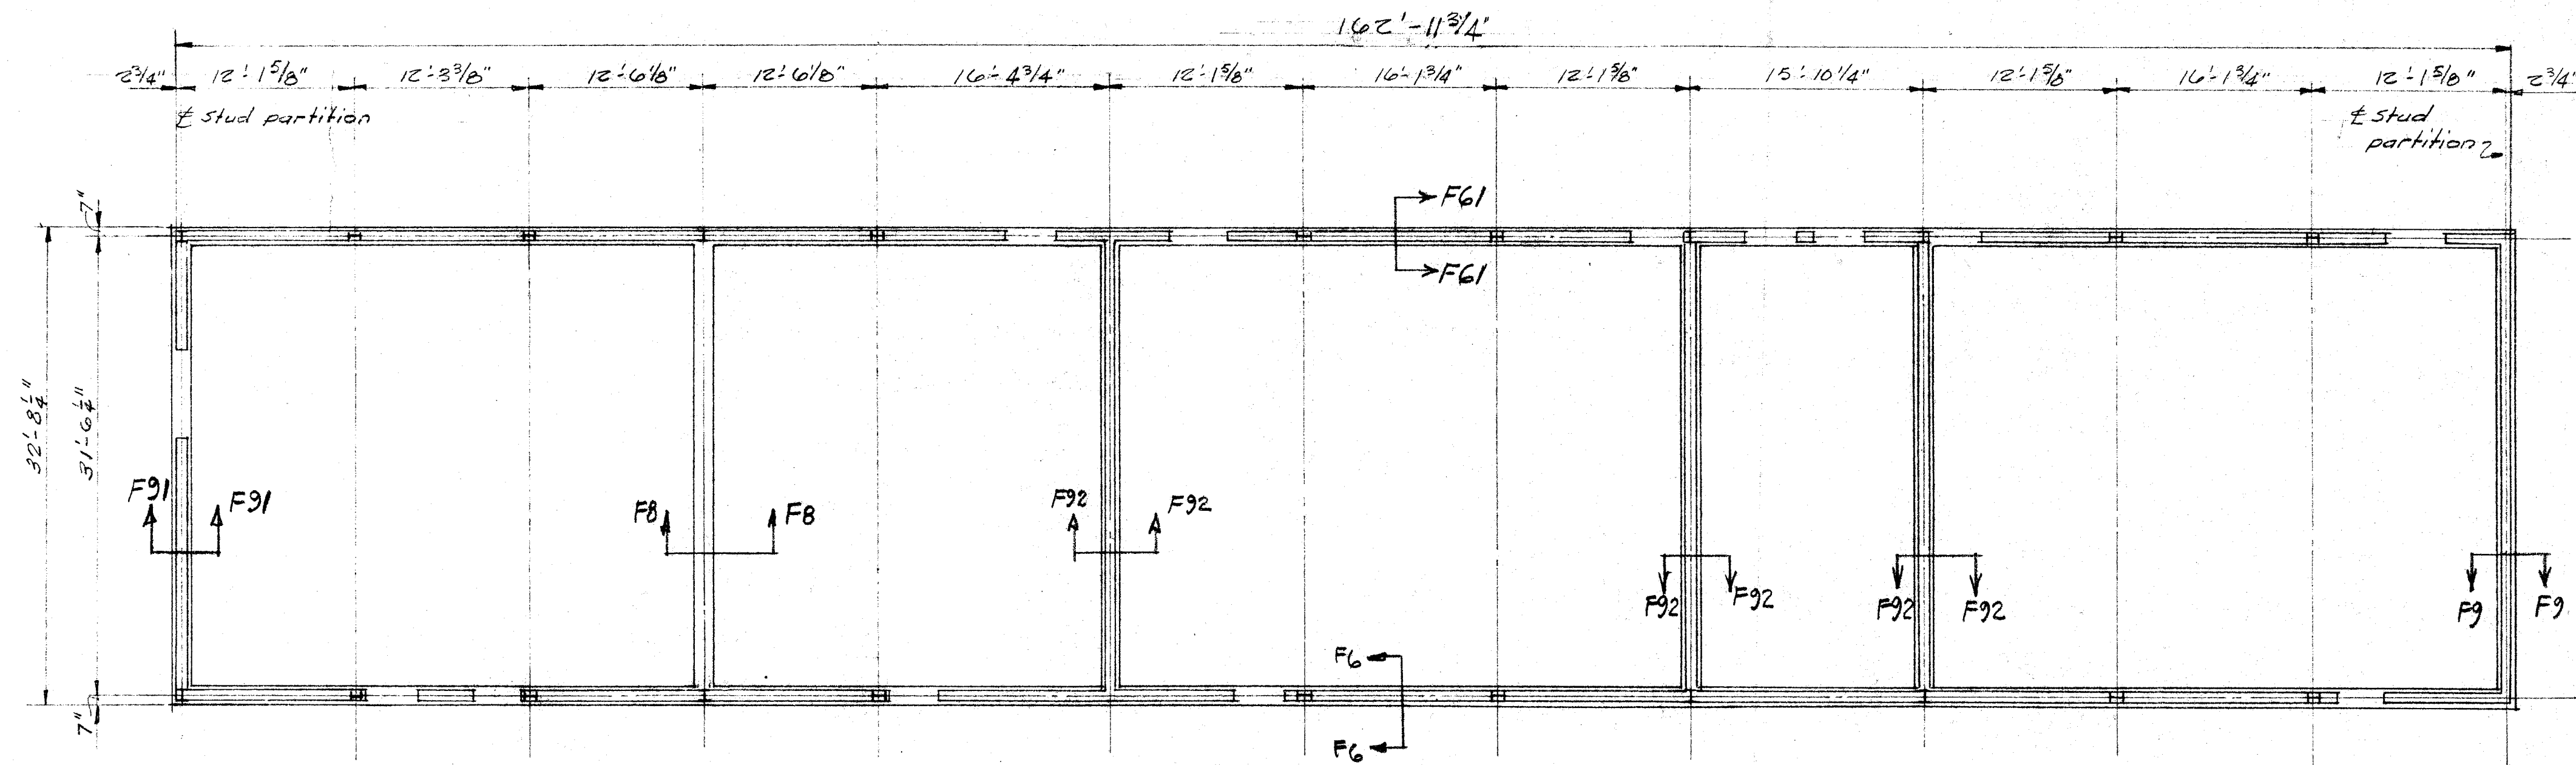 162'-11 3/4"
2 3/4" 12'-1 5/8" 12'-3 3/8" 12'-6 1/8" 12'-6 1/8" 16'-4 3/4" 12'-1 5/8" 16'-1 3/4" 12'-1 5/8" 15'-10 1/4" 12'-1 5/8" 16'-1 3/4" 12'-1 5/8" 2 3/4"
℄ stud partition
℄ stud
partition
7"
F61
F61
32'-8 1/4"
31'-6 1/4"
F91 F91
F8 F8
F92 F92
F92 F92
F92 F92
F9 F9
F6
7"
F6